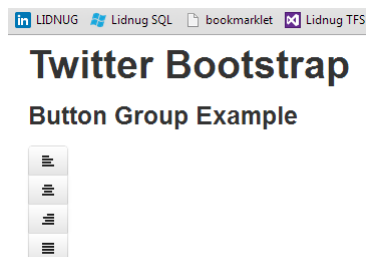 LIDNUG Lidnug SQL bookmarklet Lidnug TFS
Twitter Bootstrap
Button Group Example